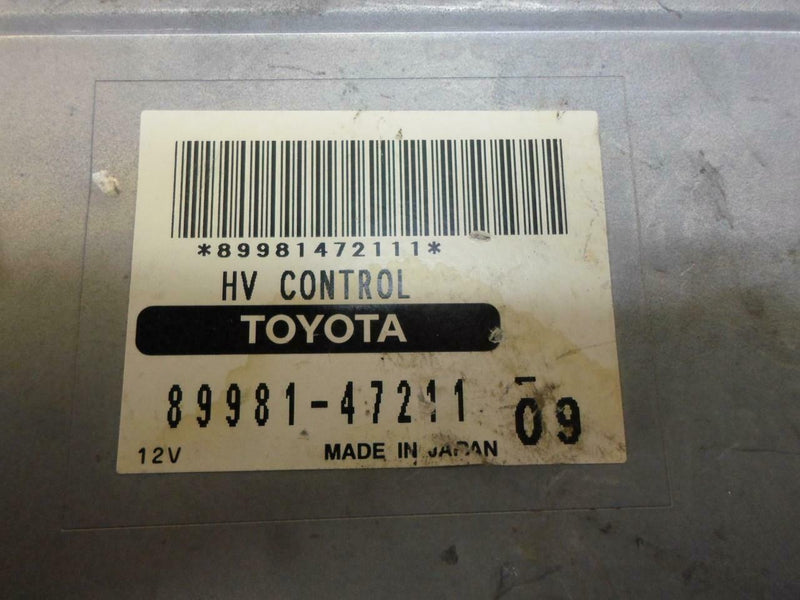 *89981472111*
HV CONTROL
TOYOTA
89981-47211 09
12V MADE IN JAPAN